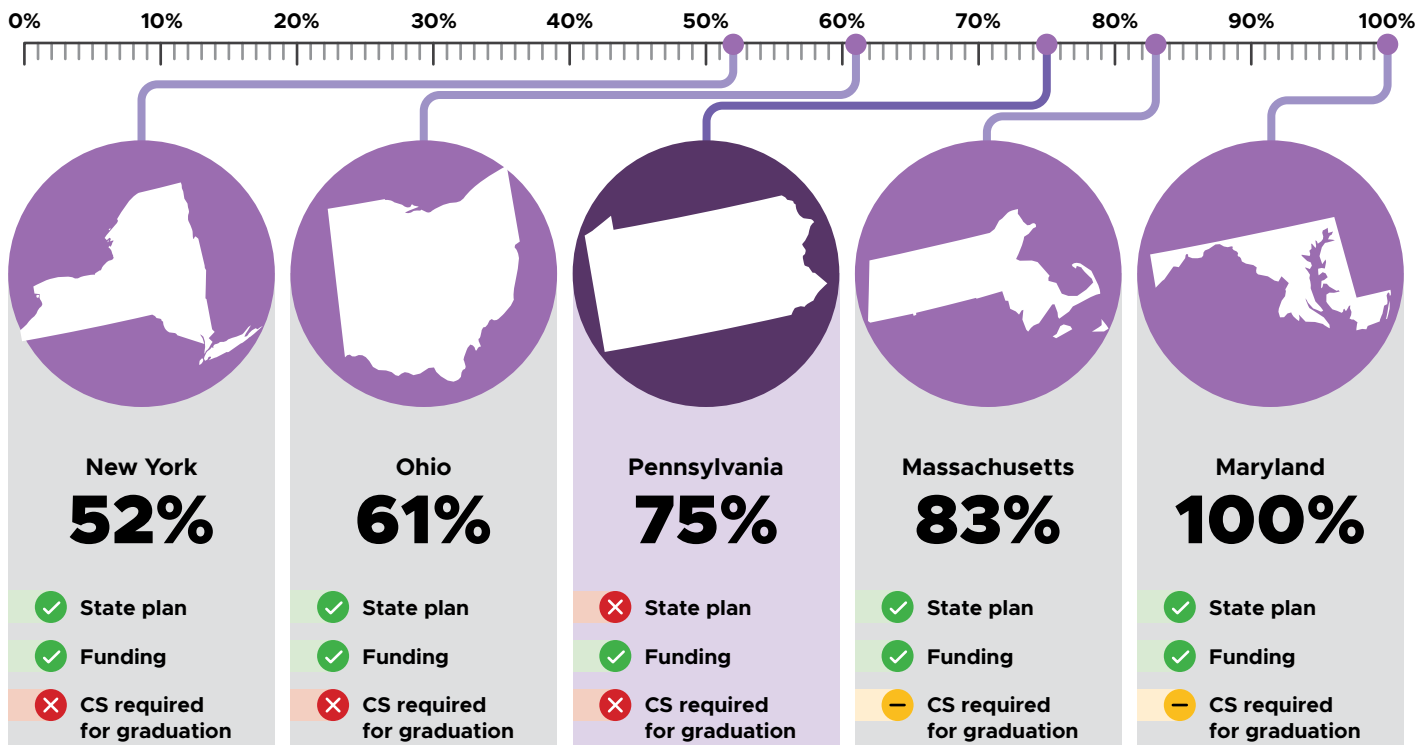 0% 10% 20% 30% 40% 50% 60% 70% 80% 90% 100%
New York
52%
State plan
Funding
CS required
for graduation
Ohio
61%
State plan
Funding
CS required
for graduation
Pennsylvania
75%
State plan
Funding
CS required
for graduation
Massachusetts
83%
State plan
Funding
CS required
for graduation
Maryland
100%
State plan
Funding
CS required
for graduation